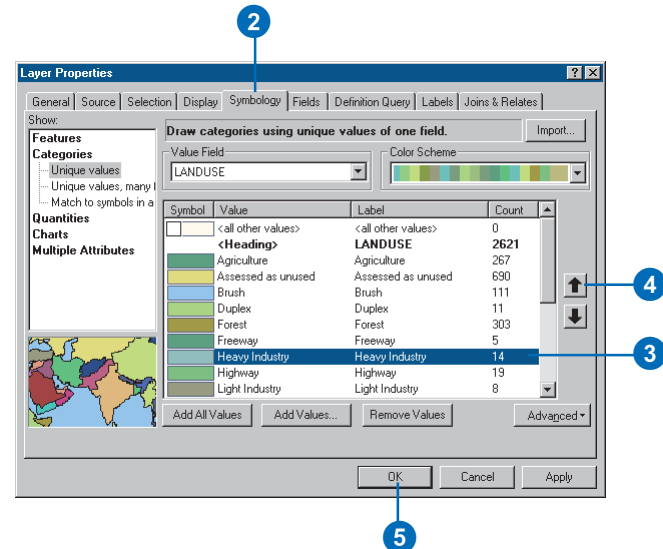 2
Layer Properties
General Source Selection Display Symbology Fields Definition Query Labels Joins & Relates
Show:
Features
Categories
Unique values
Unique values, many
Match to symbols in a
Quantities
Charts
Multiple Attributes
Draw categories using unique values of one field.
Import...
Value Field
LANDUSE
Color Scheme
Symbol Value Label Count
<all other values> <all other values> 0
<Heading> LANDUSE 2621
Agriculture Agriculture 267
Assessed as unused Assessed as unused 690
Brush Brush 111
Duplex Duplex 11
Forest Forest 303
Freeway Freeway 5
Heavy Industry Heavy Industry 14
Highway Highway 19
Light Industry Light Industry 8
4
3
Add All Values Add Values... Remove Values Advanced
OK Cancel Apply
5